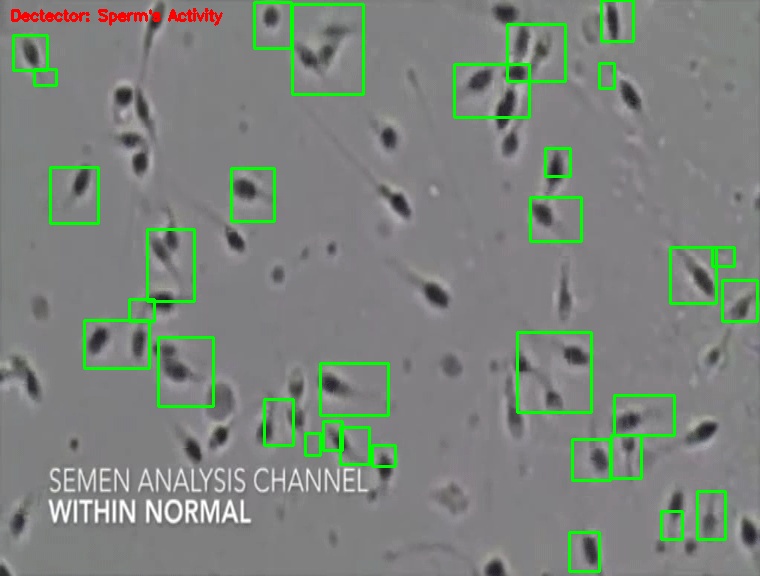 Dectector: Sperm's Activity
SEMEN ANALYSIS CHANNEL
WITHIN NORMAL